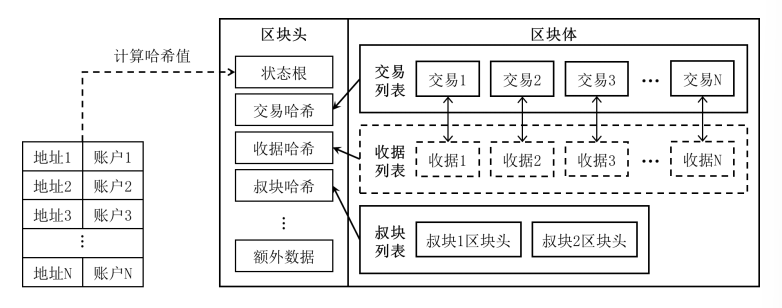 区块头
区块体
计算哈希值
状态根
交易哈希
收据哈希
叔块哈希
⋮
额外数据
交易
列表
交易1 交易2 交易3 ··· 交易N
收据
列表
收据1 收据2 收据3 ··· 收据N
叔块
列表
叔块1区块头 叔块2区块头
地址1 账户1
地址2 账户2
地址3 账户3
⋮
地址N 账户N